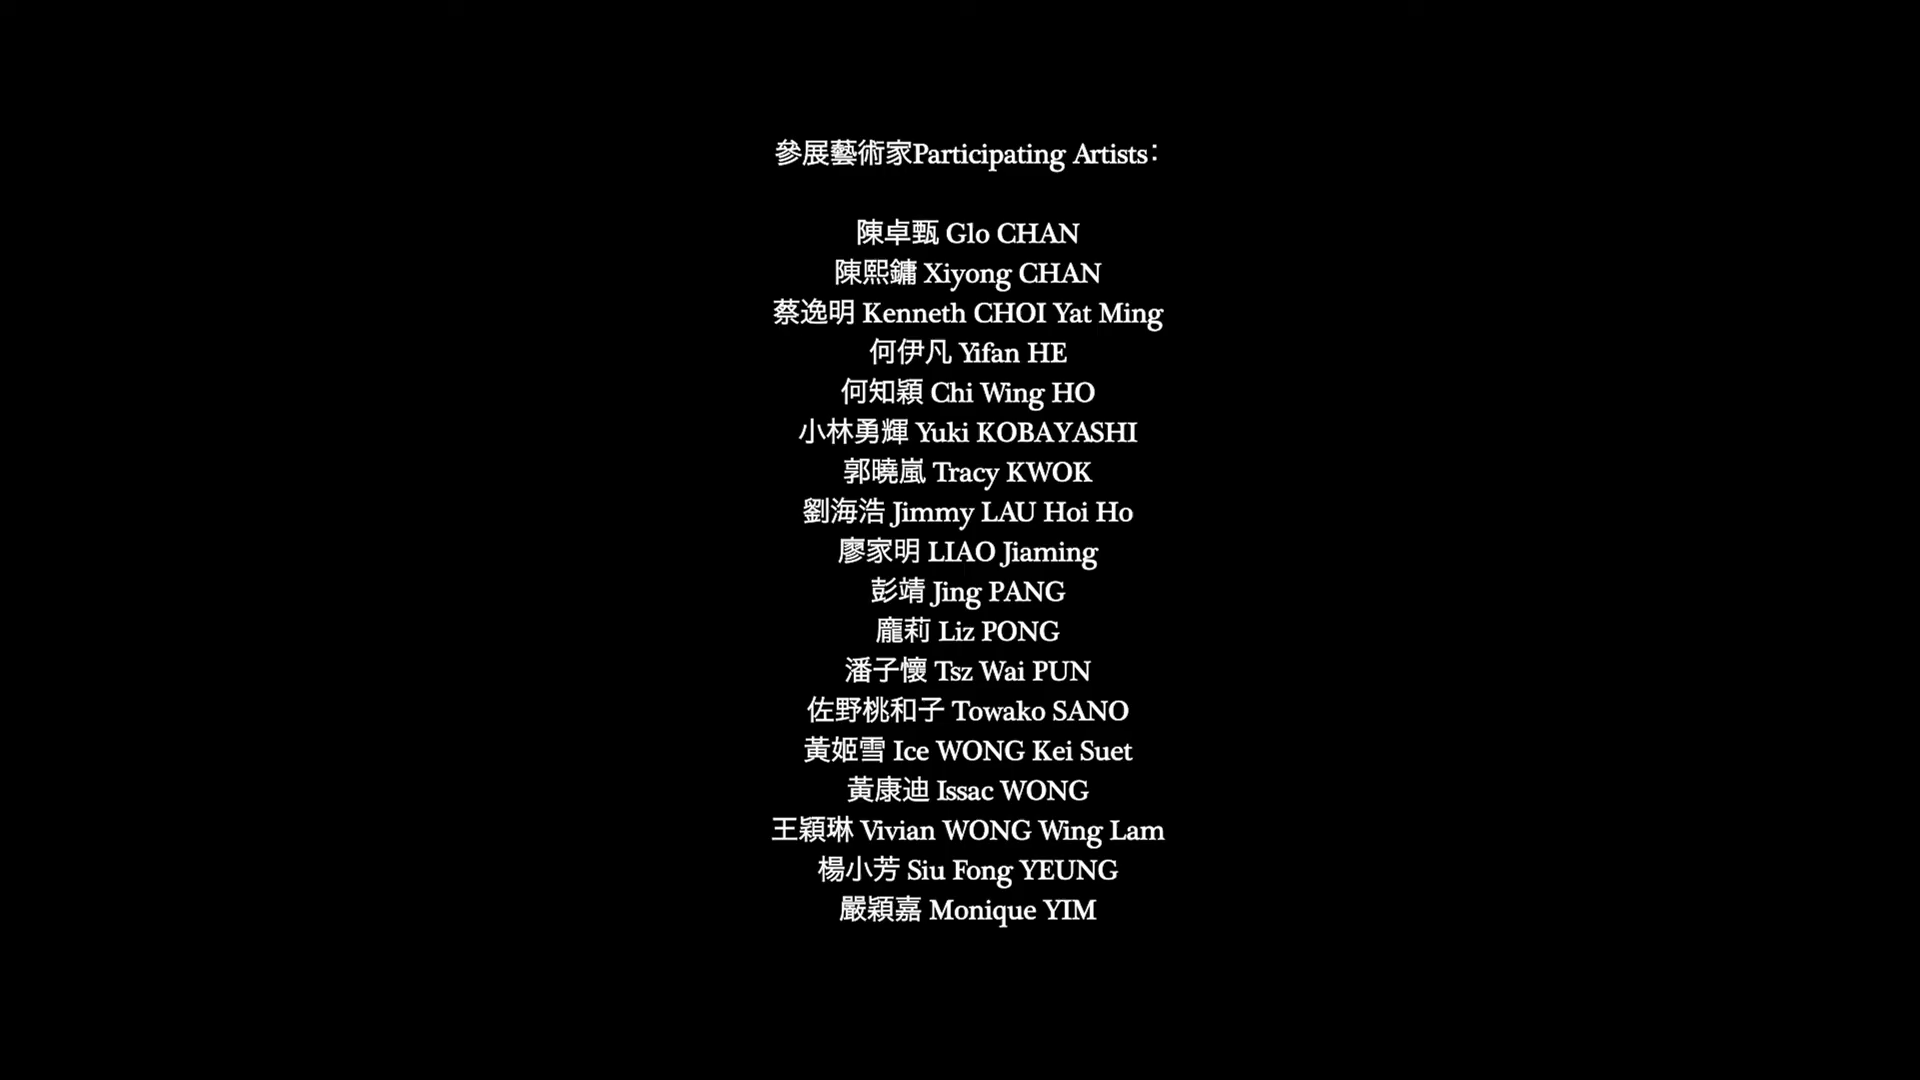 參展藝術家Participating Artists：
陳卓甄 Glo CHAN
陳熙鏞 Xiyong CHAN
蔡逸明 Kenneth CHOI Yat Ming
何伊凡 Yifan HE
何知穎 Chi Wing HO
小林勇輝 Yuki KOBAYASHI
郭曉嵐 Tracy KWOK
劉海浩 Jimmy LAU Hoi Ho
廖家明 LIAO Jiaming
彭靖 Jing PANG
龐莉 Liz PONG
潘子懷 Tsz Wai PUN
佐野桃和子 Towako SANO
黃姬雪 Ice WONG Kei Suet
黃康迪 Issac WONG
王穎琳 Vivian WONG Wing Lam
楊小芳 Siu Fong YEUNG
嚴穎嘉 Monique YIM